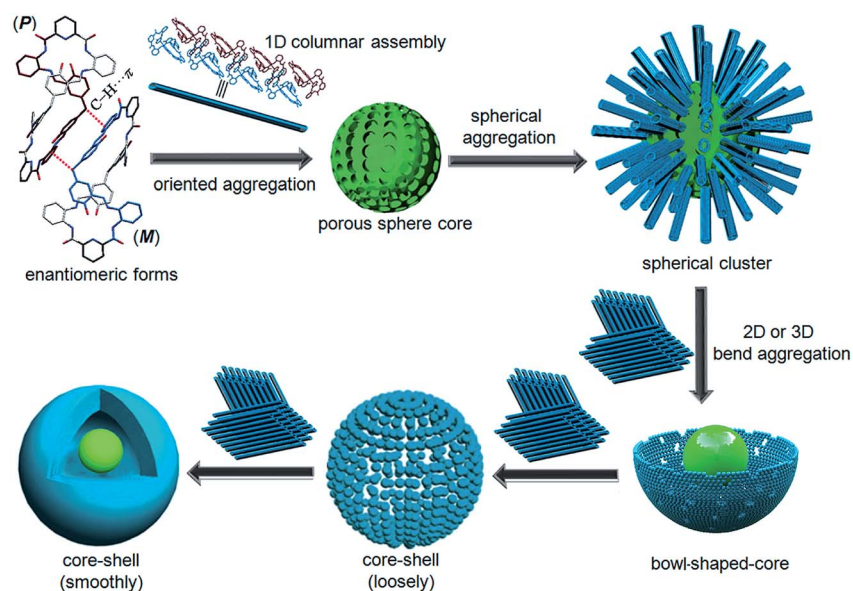 (P)
1D columnar assembly
C-H···π
oriented aggregation
porous sphere core
spherical
aggregation
(M)
enantiomeric forms
spherical cluster
2D or 3D
bend aggregation
core-shell
(smoothly)
core-shell
(loosely)
bowl-shaped-core